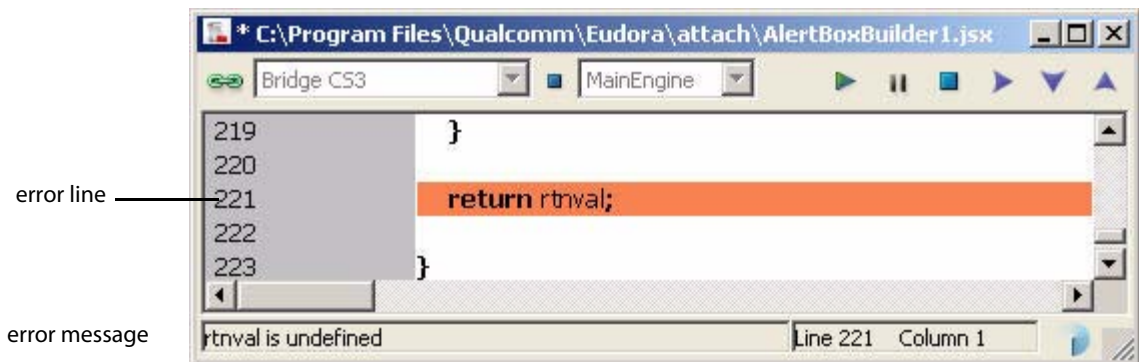 * C:\Program Files\Qualcomm\Eudora\attach\AlertBoxBuilder1.jsx
Bridge CS3 MainEngine
219 }
220
error line 221 return rtnval;
222
223 }
error message rtnval is undefined Line 221 Column 1